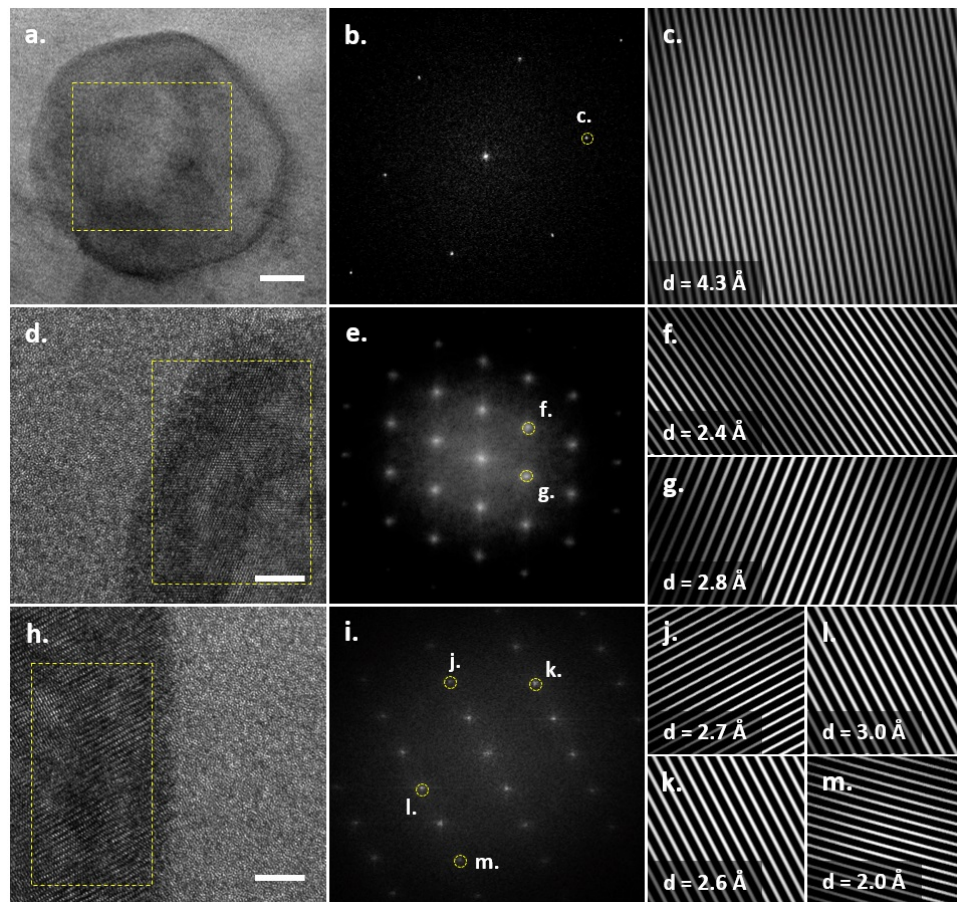 a.
b.
c.
c.
d = 4.3 Å
d.
e.
f.
g.
f.
d = 2.4 Å
g.
d = 2.8 Å
h.
i.
j.
k.
l.
m.
j.
d = 2.7 Å
l.
d = 3.0 Å
k.
d = 2.6 Å
m.
d = 2.0 Å